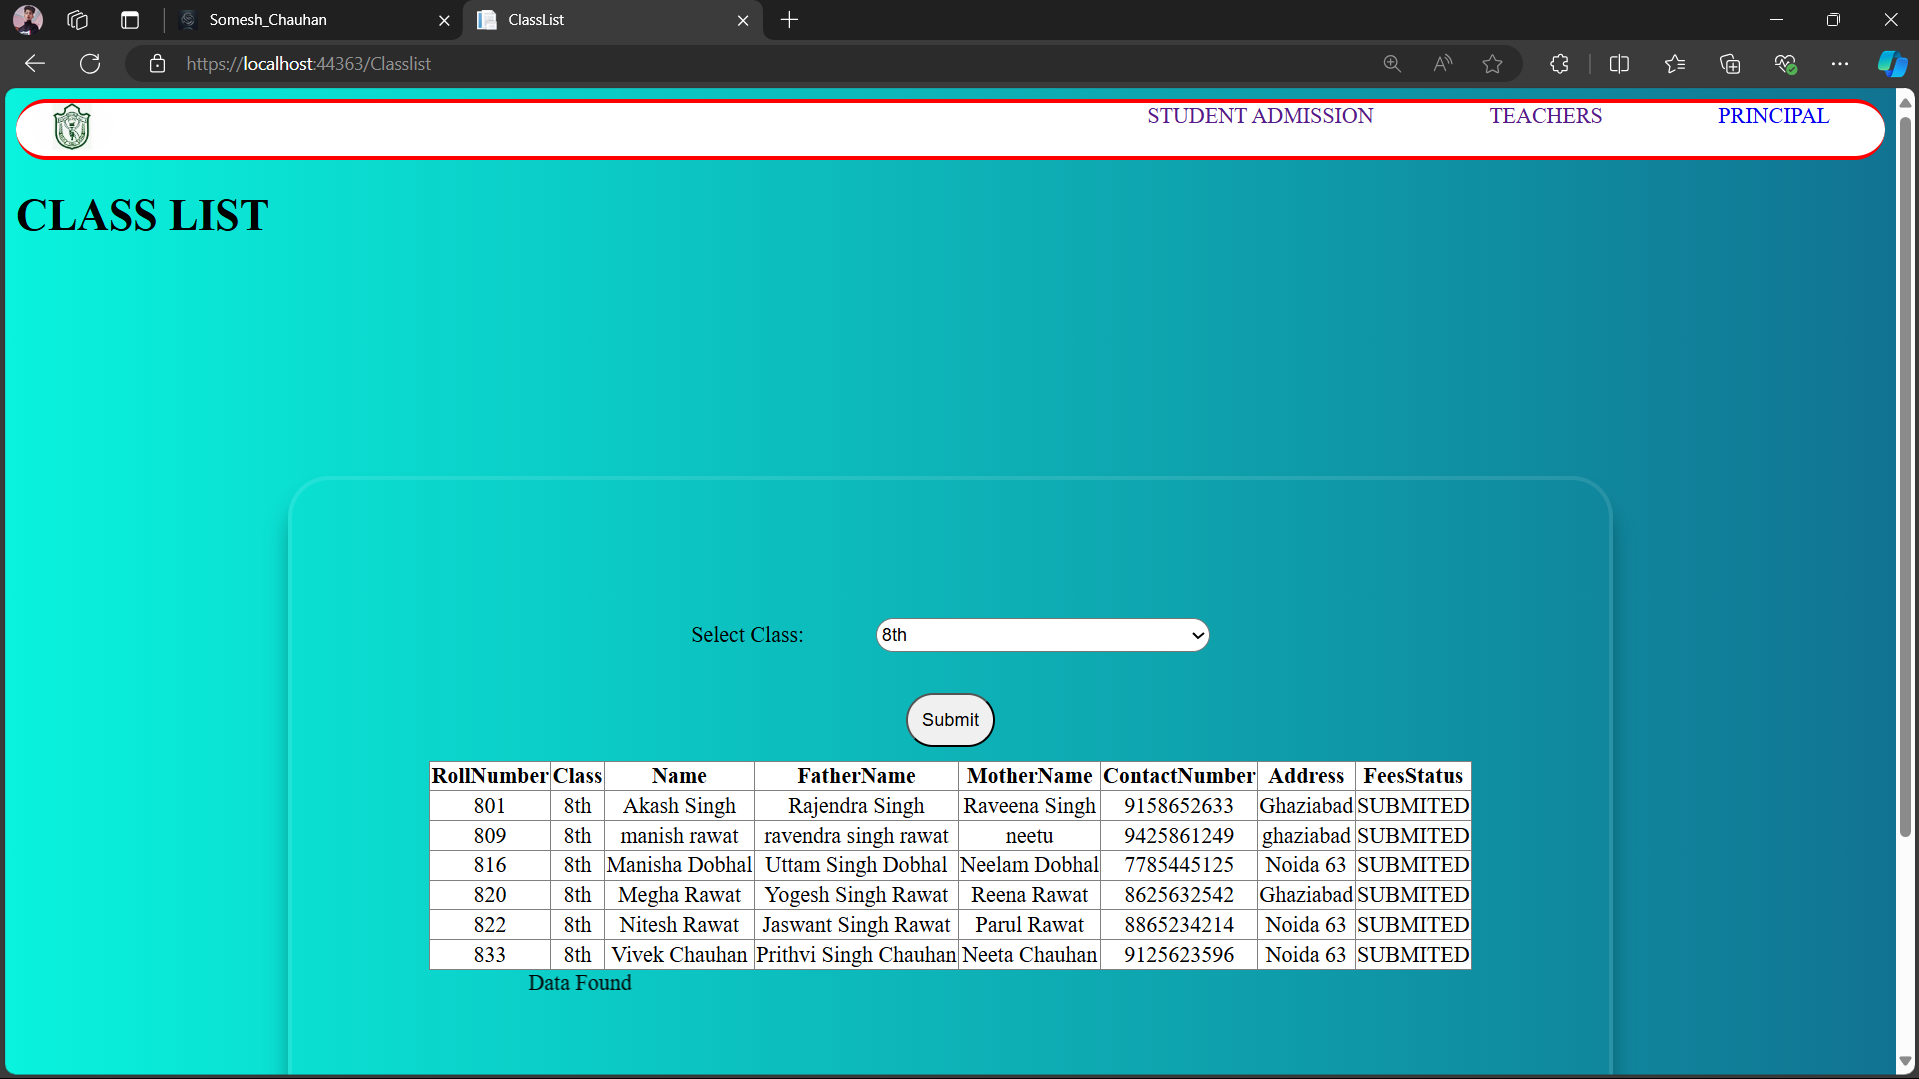 Somesh_Chauhan
ClassList
https://localhost:44363/Classlist
STUDENT ADMISSION TEACHERS PRINCIPAL
CLASS LIST
Select Class: 8th
Submit
RollNumber Class Name FatherName MotherName ContactNumber Address FeesStatus
801 8th Akash Singh Rajendra Singh Raveena Singh 9158652633 Ghaziabad SUBMITED
809 8th manish rawat ravendra singh rawat neetu 9425861249 ghaziabad SUBMITED
816 8th Manisha Dobhal Uttam Singh Dobhal Neelam Dobhal 7785445125 Noida 63 SUBMITED
820 8th Megha Rawat Yogesh Singh Rawat Reena Rawat 8625632542 Ghaziabad SUBMITED
822 8th Nitesh Rawat Jaswant Singh Rawat Parul Rawat 8865234214 Noida 63 SUBMITED
833 8th Vivek Chauhan Prithvi Singh Chauhan Neeta Chauhan 9125623596 Noida 63 SUBMITED
Data Found